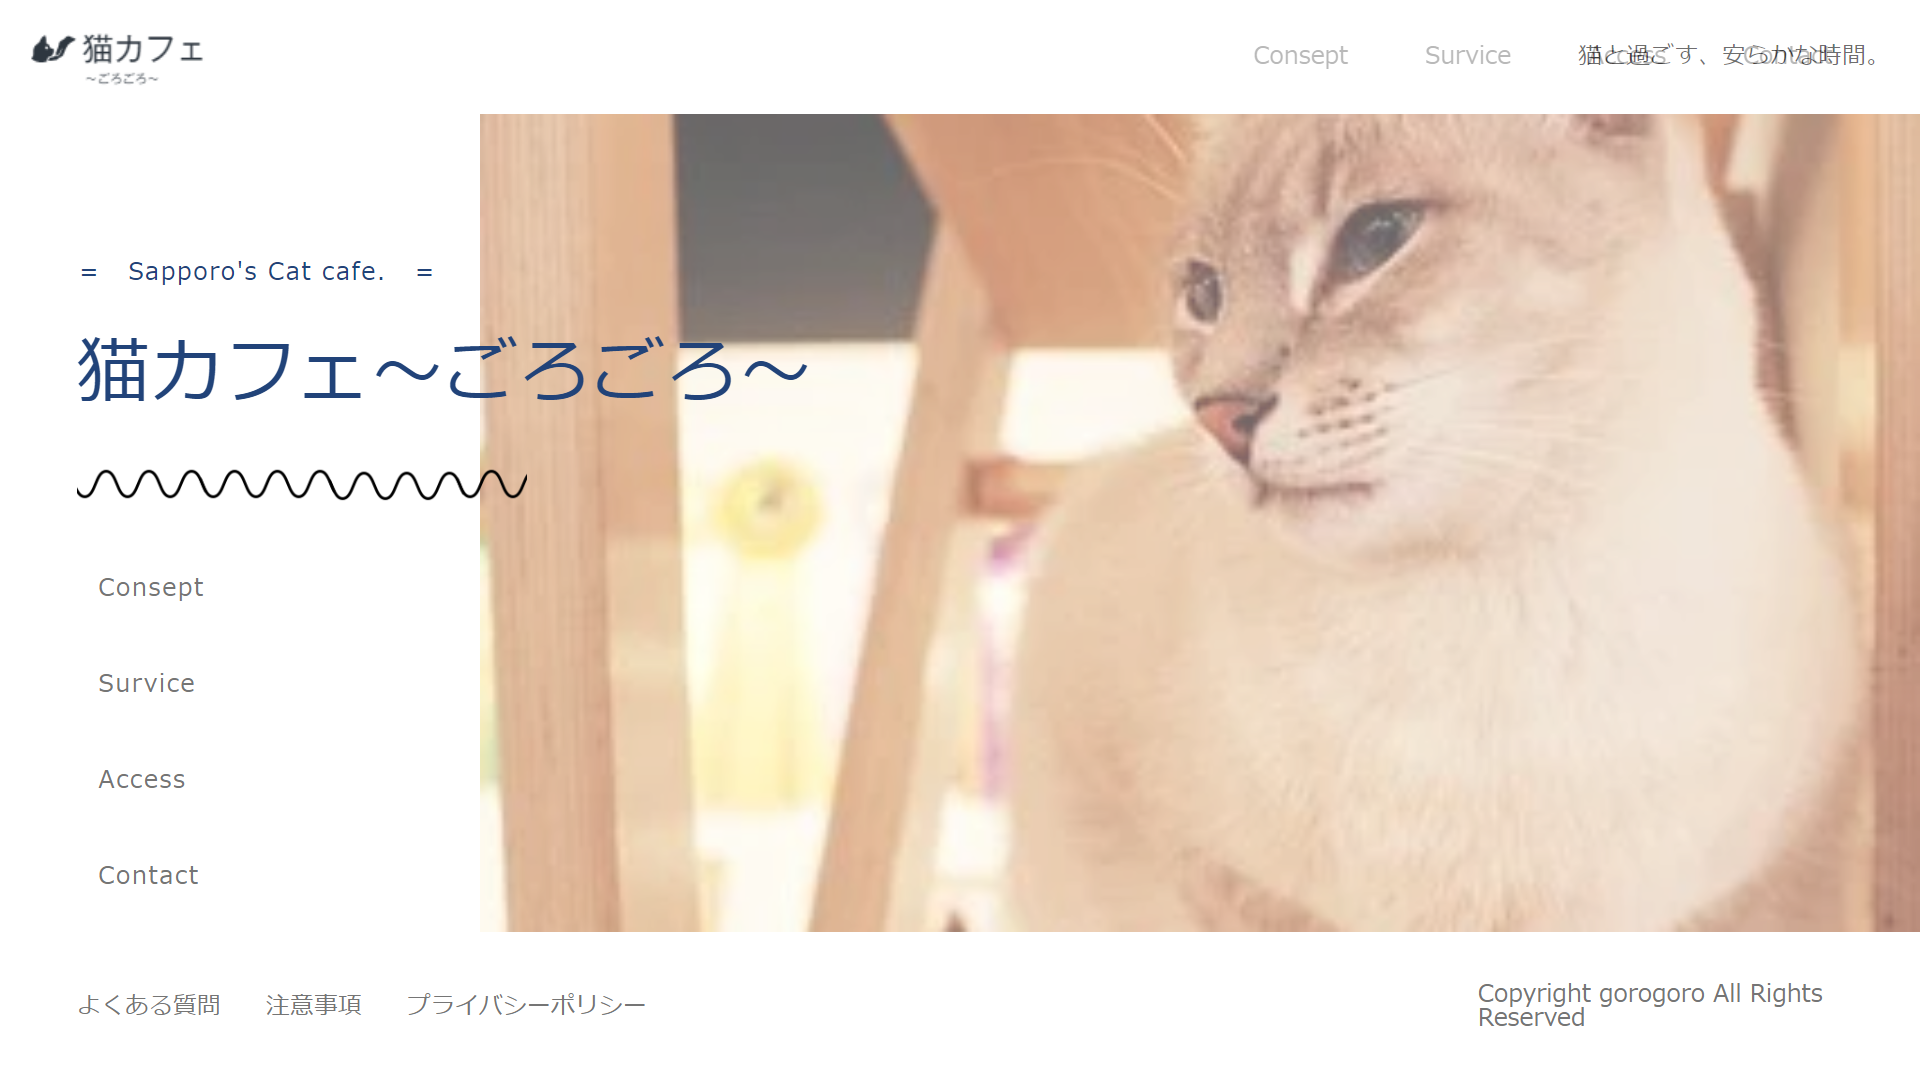 猫カフェ
～ごろごろ～
Consept
Survice
Access
Contact
猫と過ごす、安らかな時間。
= Sapporo's Cat cafe. =
猫カフェ～ごろごろ～
Consept
Survice
Access
Contact
よくある質問
注意事項
プライバシーポリシー
Copyright gorogoro All Rights
Reserved